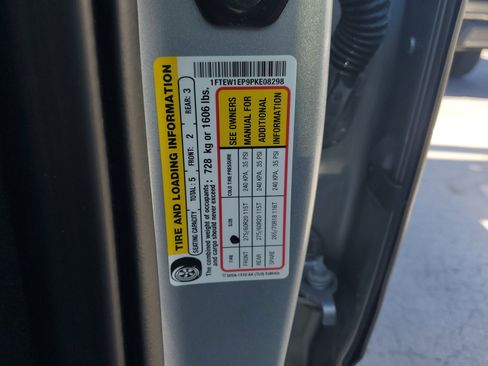 1FTEW1EP9PKE08298
TIRE AND LOADING INFORMATION
SEATING CAPACITY TOTAL: 5 FRONT: 2 REAR: 3
The combined weight of occupants
and cargo should never exceed: 728 kg or 1606 lbs.
TIRE SIZE COLD TIRE PRESSURE
FRONT 275/60R20 115T 240 KPA, 35 PSI
REAR 275/60R20 115T 240 KPA, 35 PSI
SPARE 265/70R18 116T 240 KPA, 35 PSI
SEE OWNERS
MANUAL FOR
ADDITIONAL
INFORMATION